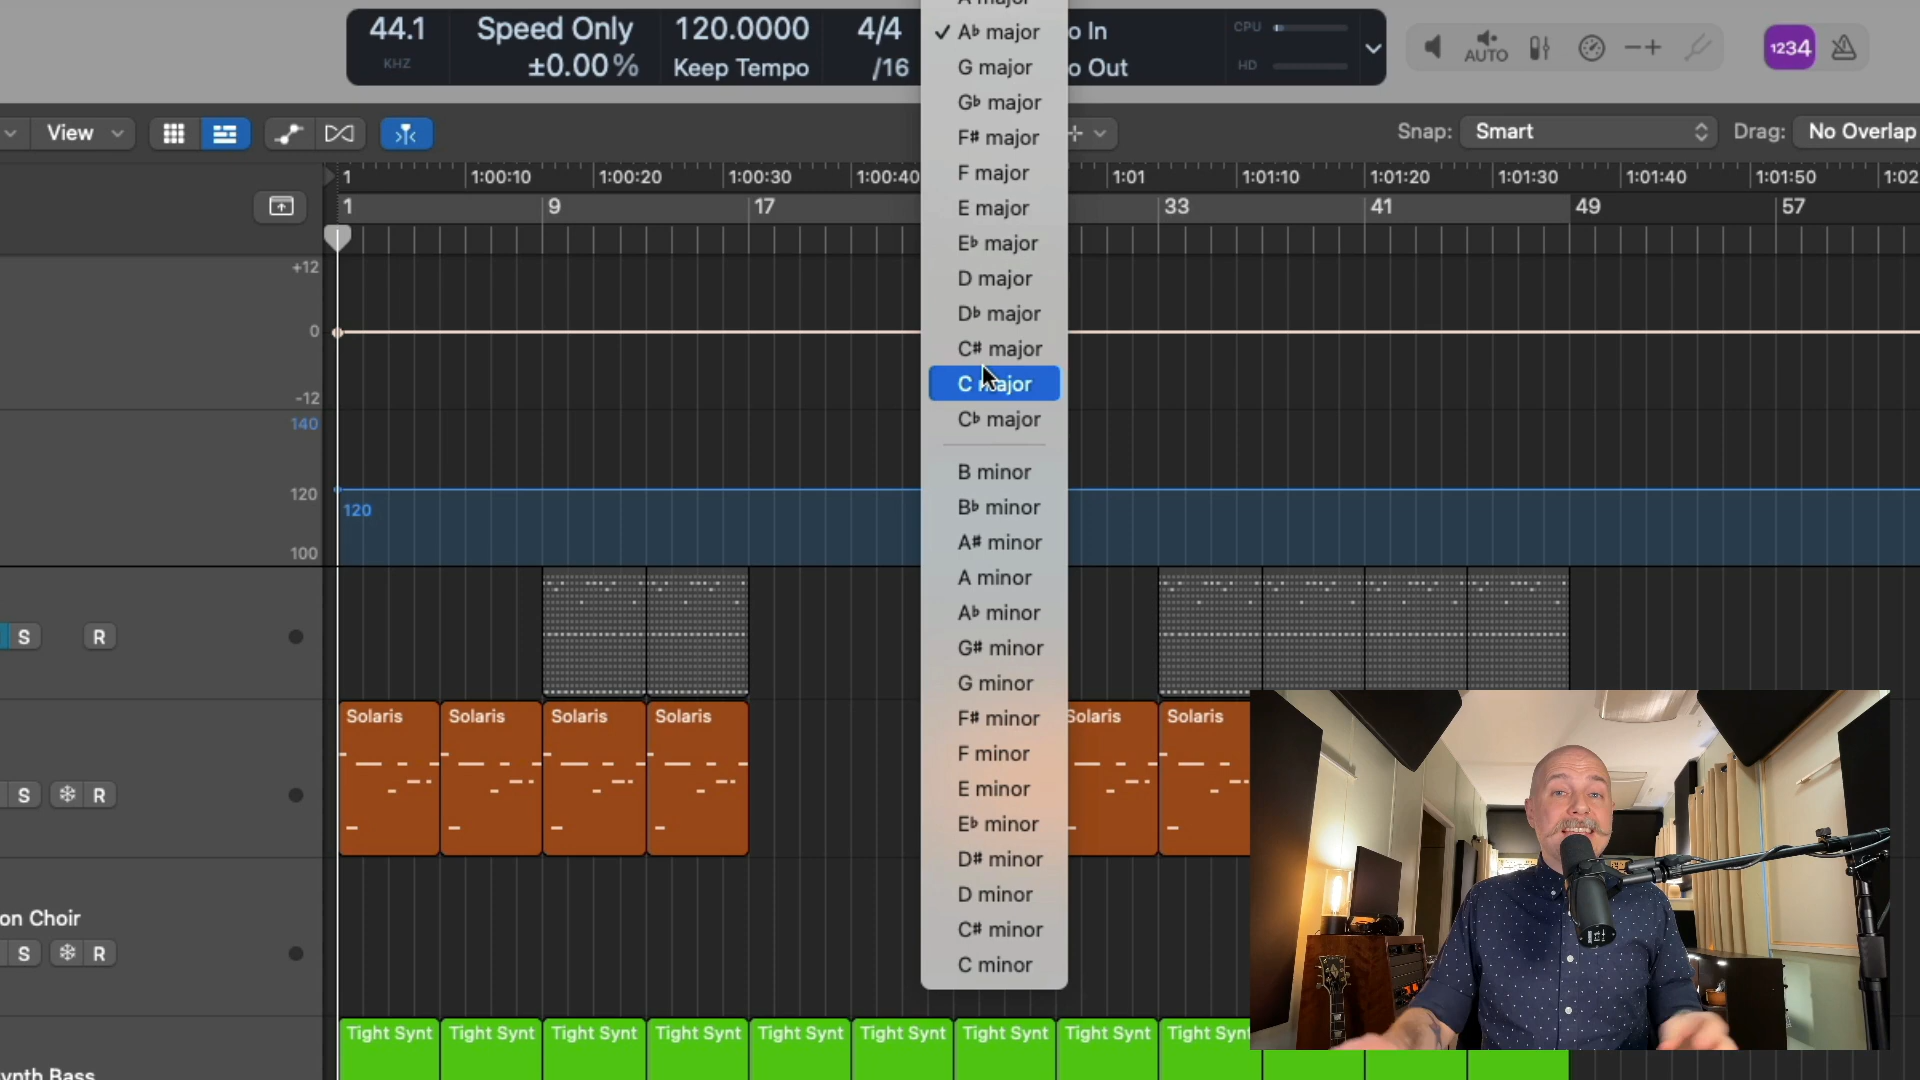 44.1
KHZ
Speed Only
±0.00%
120.0000
Keep Tempo
4/4
/16
o In
o Out
CPU
HD
AUTO
1234
View
Snap:
Smart
Drag:
No Overlap
1
1:00:10
1:00:20
1:00:30
1:00:40
1:01
1:01:10
1:01:20
1:01:30
1:01:40
1:01:50
1:02
1
9
17
33
41
49
57
+12
0
-12
140
120
100
120
A major
✓ A♭ major
G major
G♭ major
F# major
F major
E major
E♭ major
D major
D♭ major
C# major
C major
C♭ major
B minor
B♭ minor
A# minor
A minor
A♭ minor
G# minor
G minor
F# minor
F minor
E minor
E♭ minor
D# minor
D minor
C# minor
C minor
S
R
S
R
Solaris
Solaris
Solaris
Solaris
Solaris
Solaris
on Choir
S
R
ynth Bass
Tight Synt
Tight Synt
Tight Synt
Tight Synt
Tight Synt
Tight Synt
Tight Synt
Tight Synt
Tight Synt